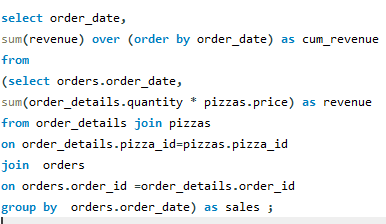 select order_date,
sum(revenue) over (order by order_date) as cum_revenue
from
(select orders.order_date,
sum(order_details.quantity * pizzas.price) as revenue
from order_details join pizzas
on order_details.pizza_id=pizzas.pizza_id
join  orders
on orders.order_id =order_details.order_id
group by  orders.order_date) as sales ;